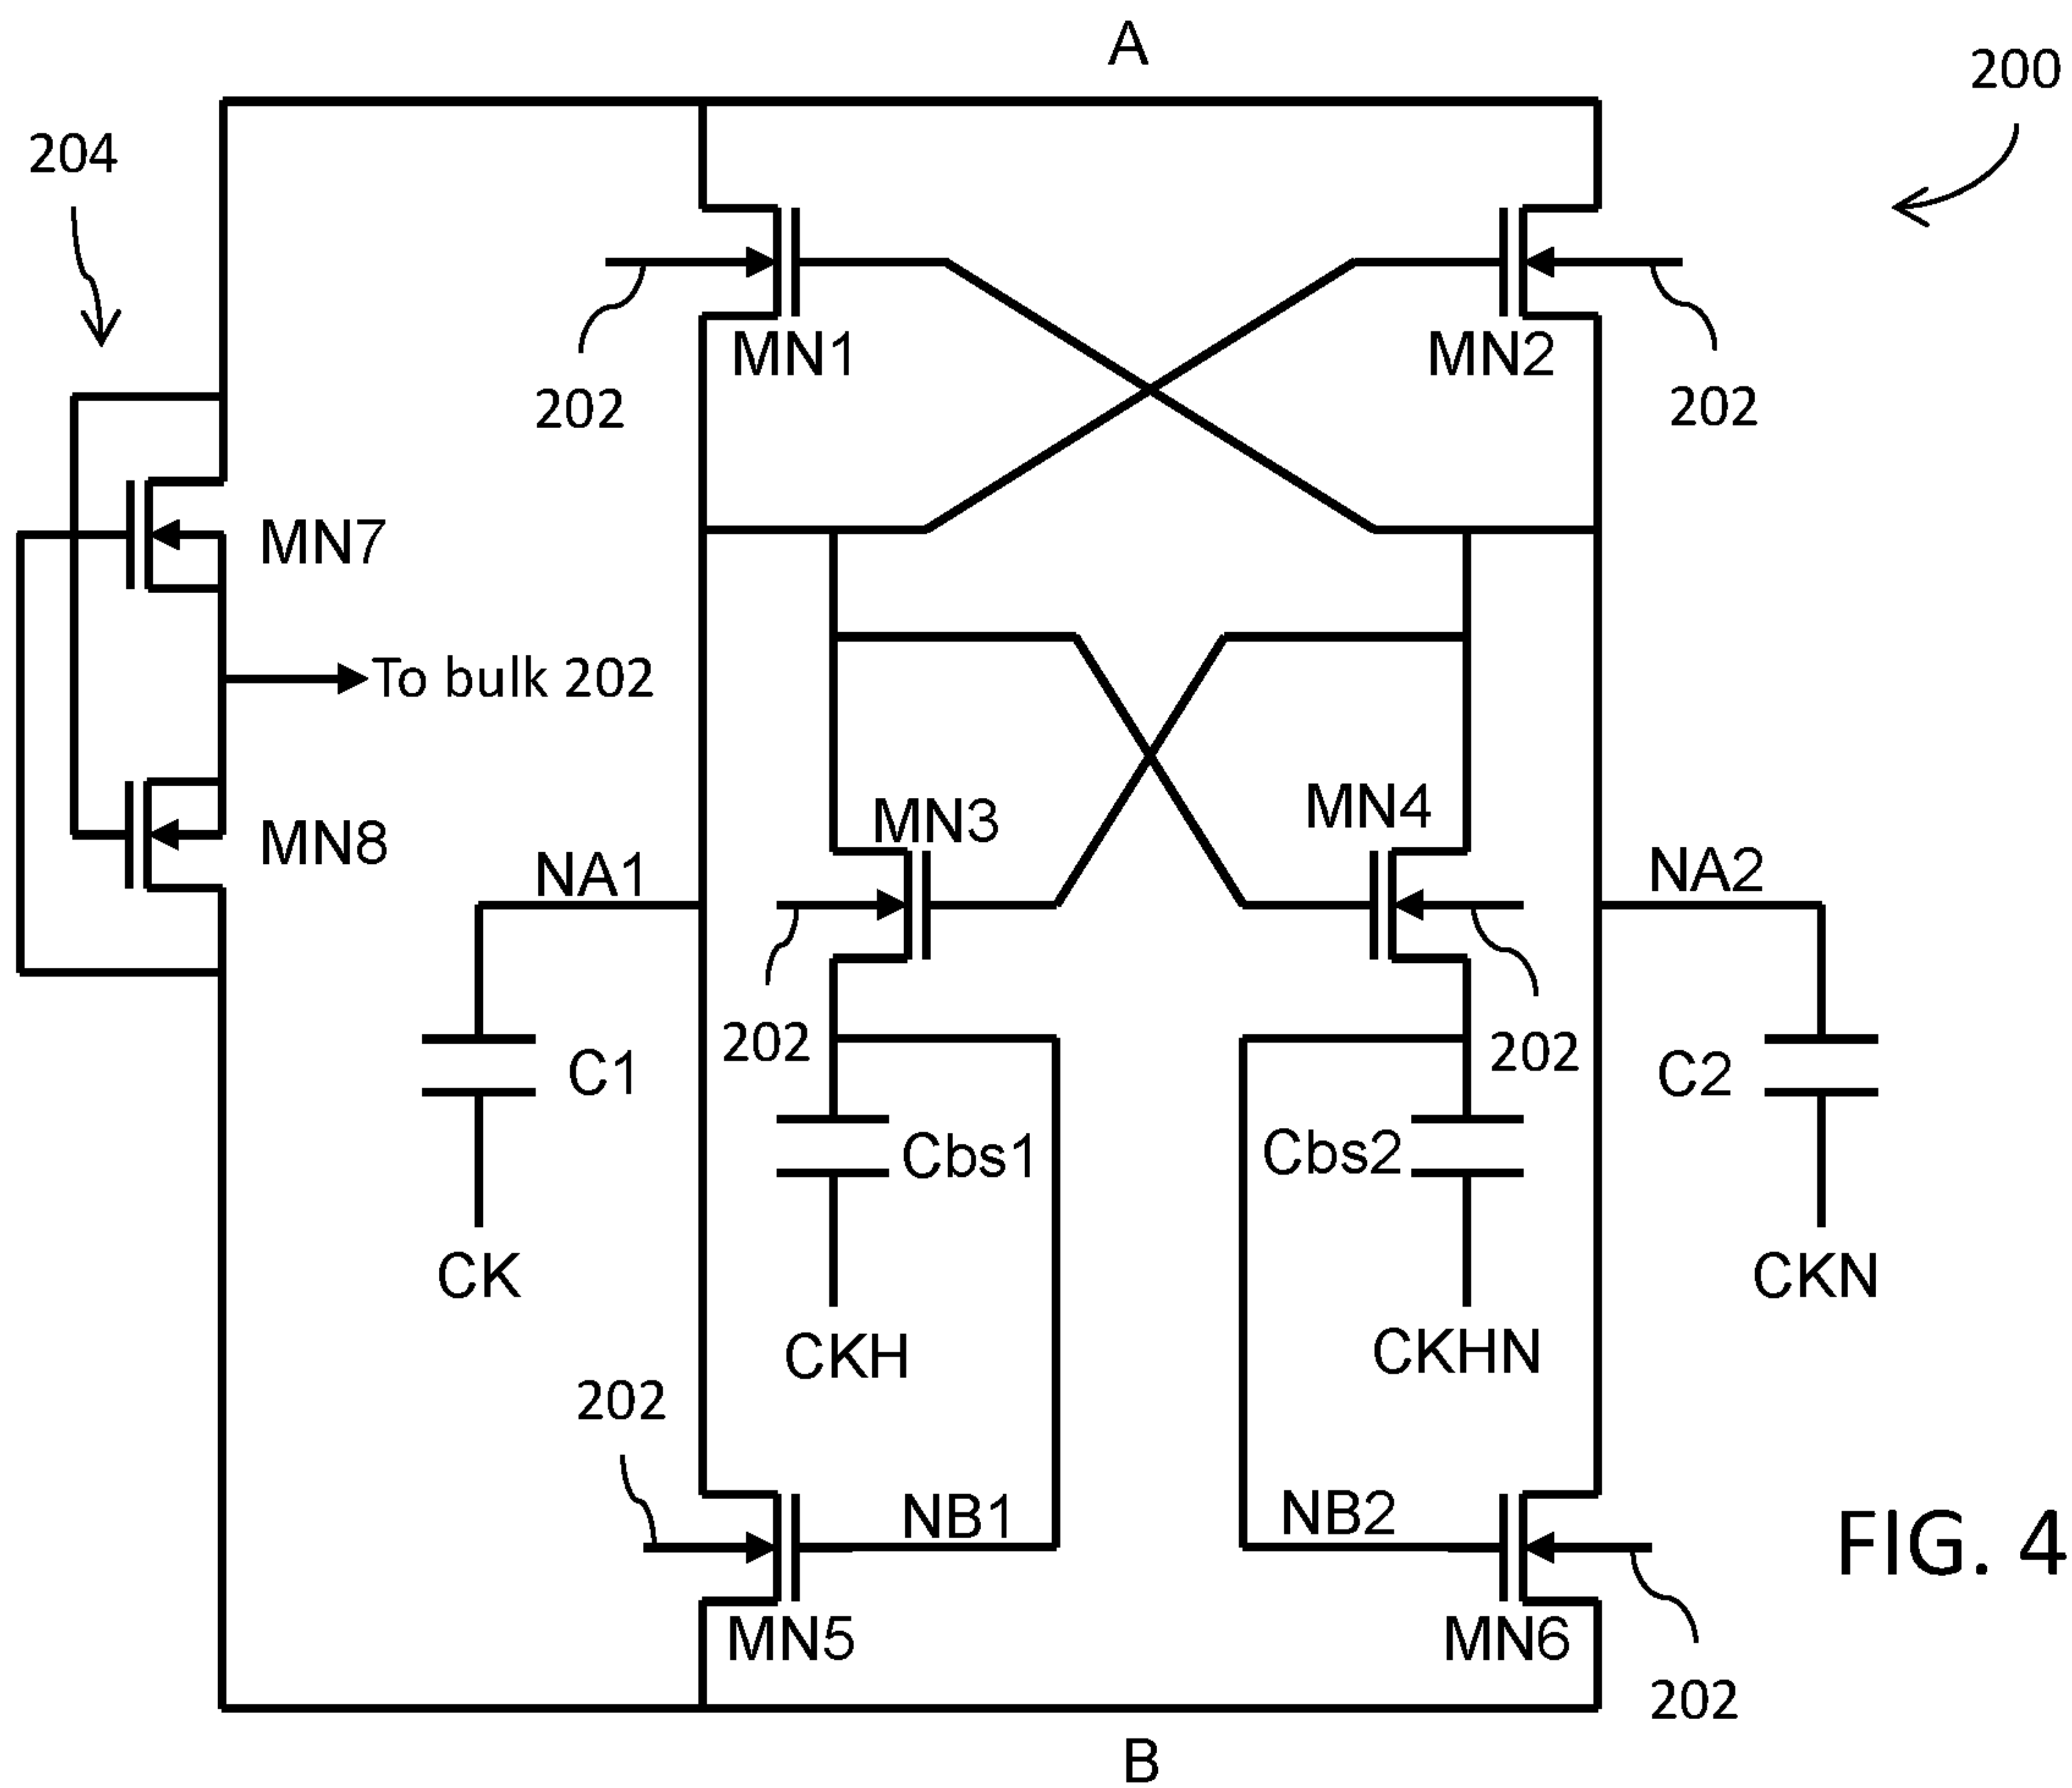 A
200
204
MN1
MN2
202
202
MN7
To bulk 202
MN3
MN4
MN8
NA1
NA2
202
202
C1
C2
Cbs1
Cbs2
CK
CKN
CKH
CKHN
202
NB1
NB2
FIG. 4
MN5
MN6
202
B